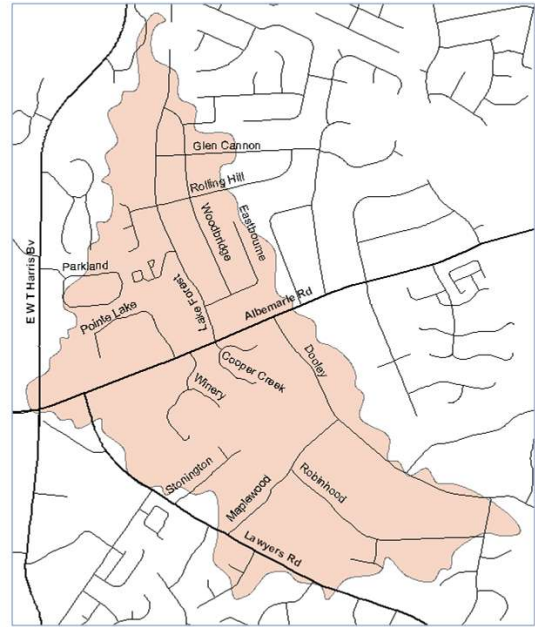 Glen Cannon
Rolling Hill
Woodbridge
Eastbourne
E W T Harris Bv
Parkland
Lake Forest
Albemarle Rd
Pointe Lake
Cooper Creek
Dooley
Winery
Stonington
Maplewood
Robinhood
Lawyers Rd